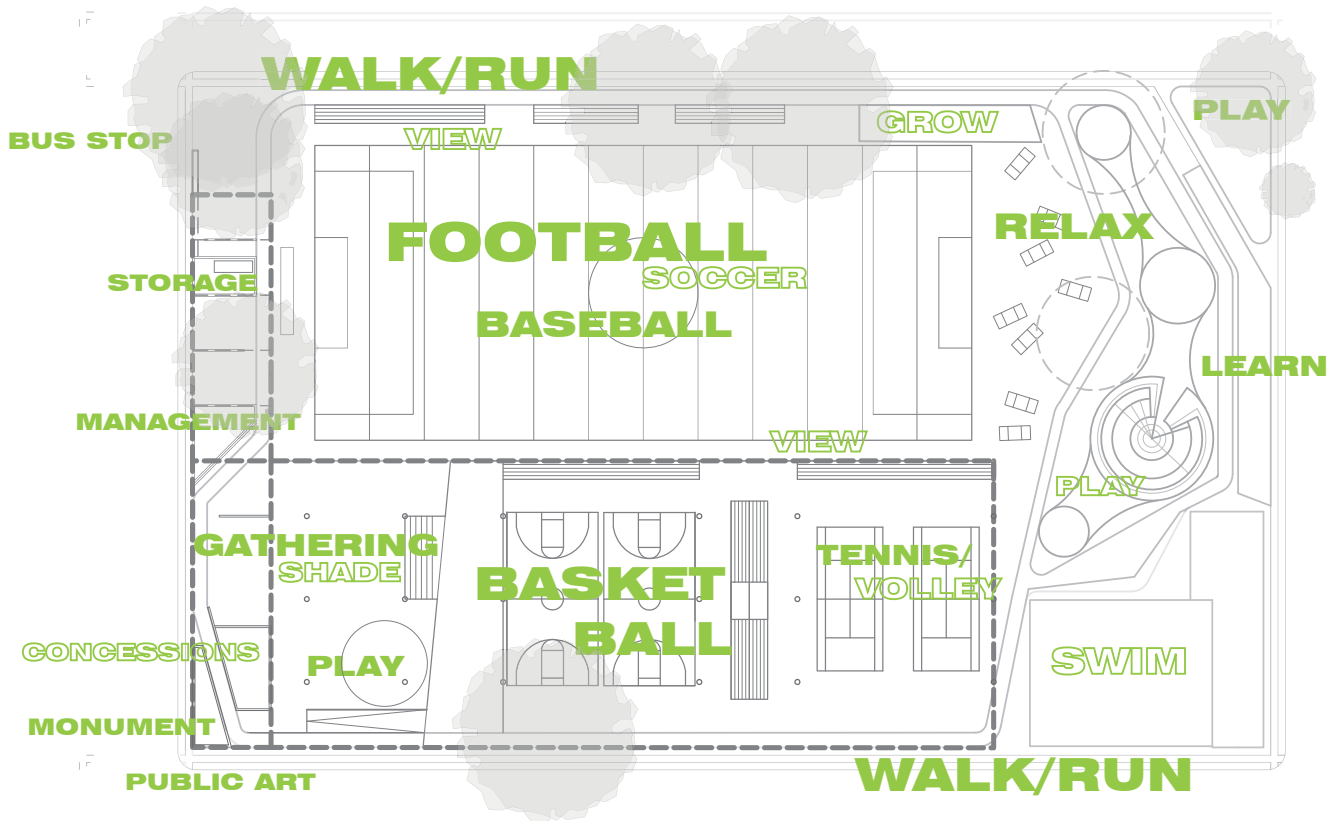 WALK/RUN
PLAY
GROW
BUS STOP
VIEW
RELAX
FOOTBALL
SOCCER
STORAGE
BASEBALL
LEARN
MANAGEMENT
VIEW
PLAY
GATHERING
SHADE
TENNIS/
VOLLEY
BASKET
BALL
CONCESSIONS
PLAY
SWIM
MONUMENT
PUBLIC ART
WALK/RUN